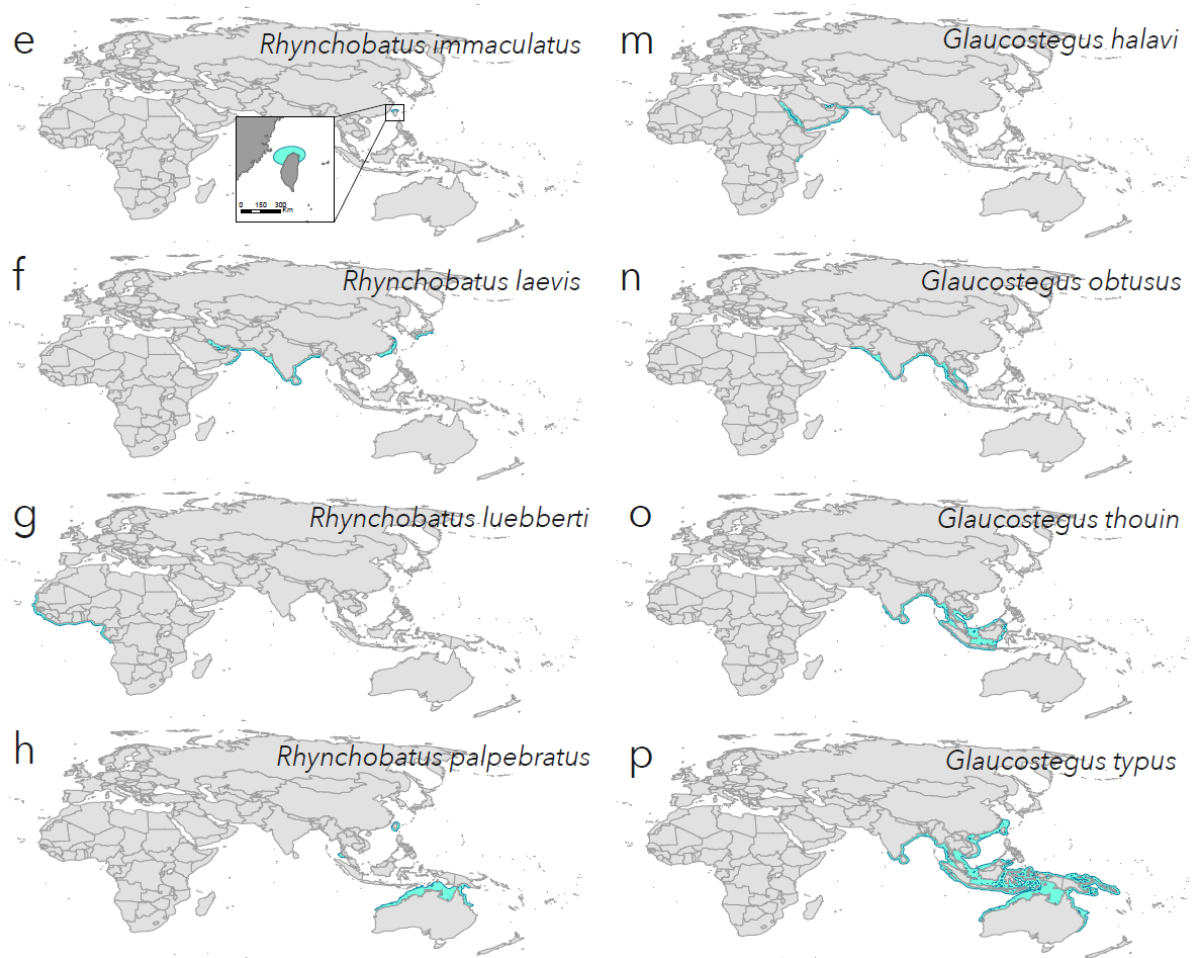 e
Rhynchobatus immaculatus
0 150 300
Km
f
Rhynchobatus laevis
g
Rhynchobatus luebberti
h
Rhynchobatus palpebratus
m
Glaucostegus halavi
n
Glaucostegus obtusus
o
Glaucostegus thouin
p
Glaucostegus typus